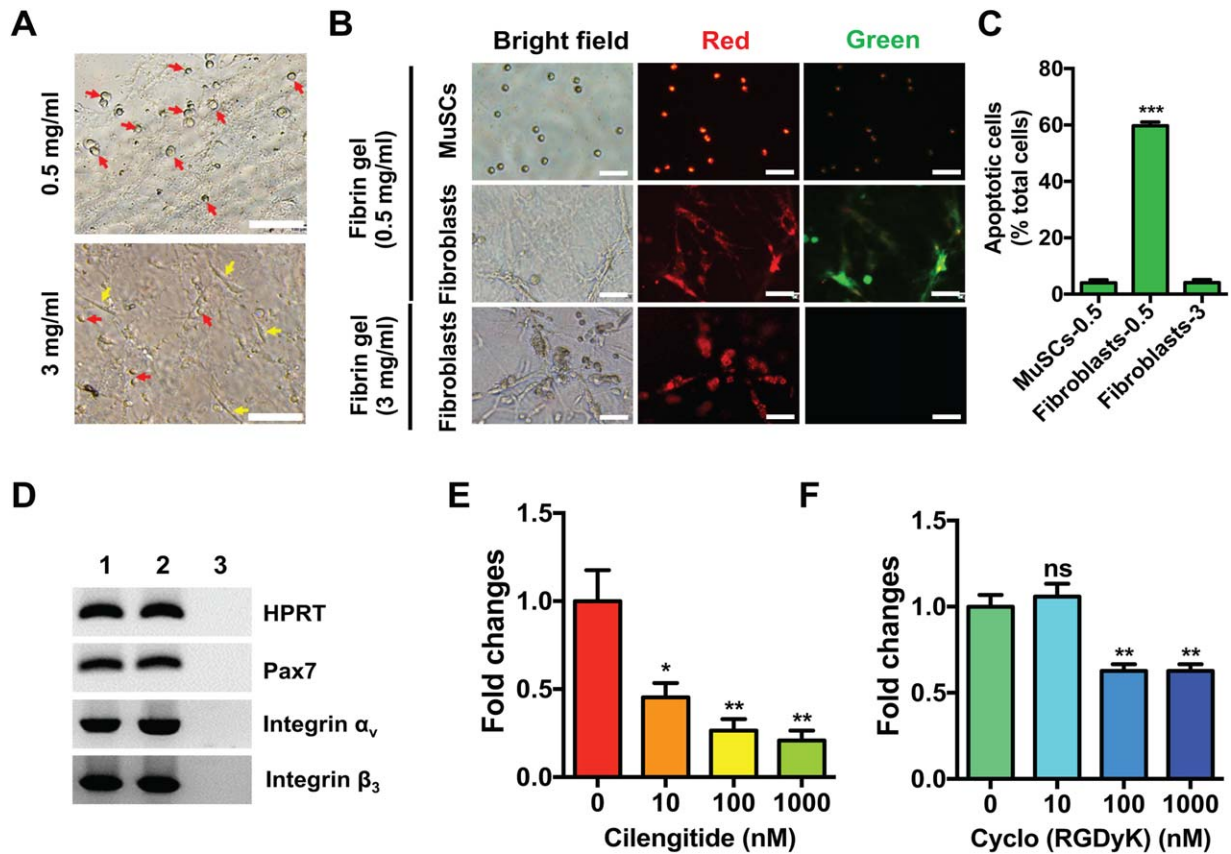 A
0.5 mg/ml
3 mg/ml
B
Bright field
Red
Green
Fibrin gel
(0.5 mg/ml)
MuSCs
Fibroblasts
Fibrin gel
(3 mg/ml)
Fibroblasts
C
80
60
40
20
0
Apoptotic cells
(% total cells)
***
MuSCs-0.5
Fibroblasts-0.5
Fibroblasts-3
D
1 2 3
HPRT
Pax7
Integrin αv
Integrin β3
E
1.5
1.0
0.5
0.0
Fold changes
*
**
**
0 10 100 1000
Cilengitide (nM)
F
1.5
1.0
0.5
0.0
Fold changes
ns
**
**
0 10 100 1000
Cyclo (RGDyK) (nM)